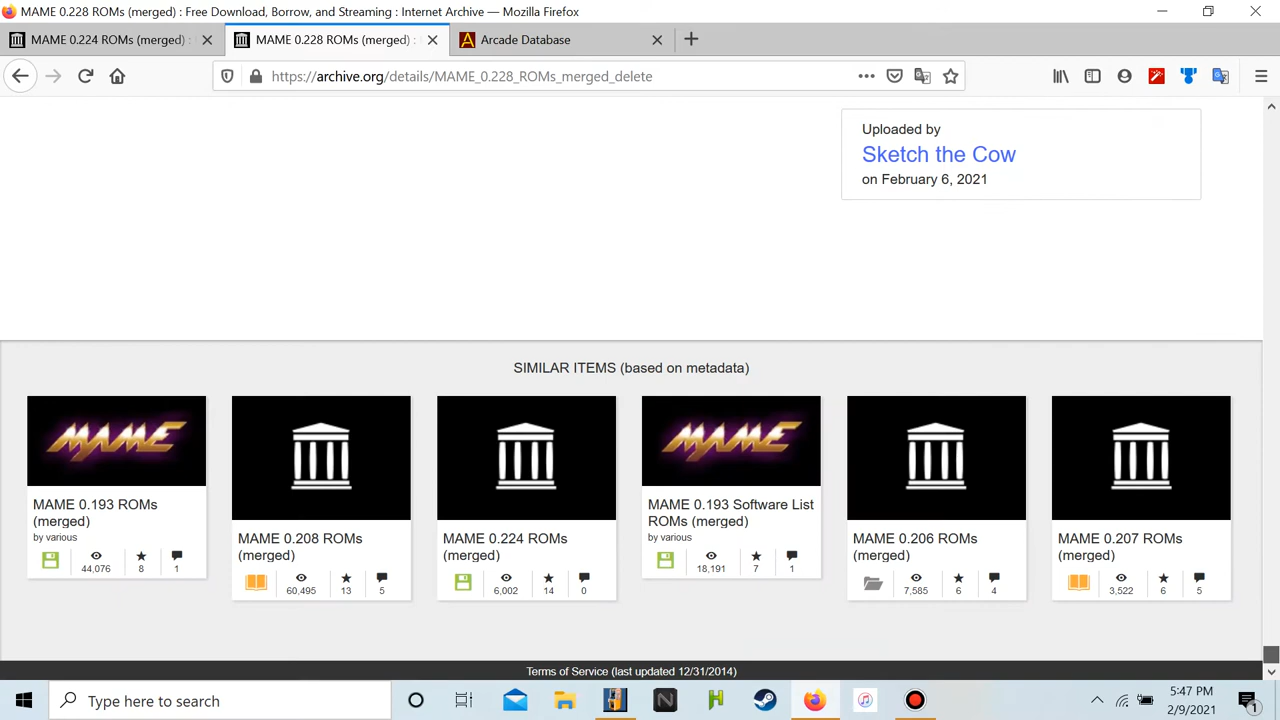 MAME 0.228 ROMs (merged) : Free Download, Borrow, and Streaming : Internet Archive — Mozilla Firefox
MAME 0.224 ROMs (merged) :
MAME 0.228 ROMs (merged) :
Arcade Database
https://archive.org/details/MAME_0.228_ROMs_merged_delete
Uploaded by
Sketch the Cow
on February 6, 2021
SIMILAR ITEMS (based on metadata)
MAME
MAME 0.193 ROMs
(merged)
by various
44,076
8
1
MAME 0.208 ROMs
(merged)
60,495
13
5
MAME 0.224 ROMs
(merged)
6,002
14
0
MAME
MAME 0.193 Software List
ROMs (merged)
by various
18,191
7
1
MAME 0.206 ROMs
(merged)
7,585
6
4
MAME 0.207 ROMs
(merged)
3,522
6
5
Terms of Service (last updated 12/31/2014)
Type here to search
5:47 PM
2/9/2021
1